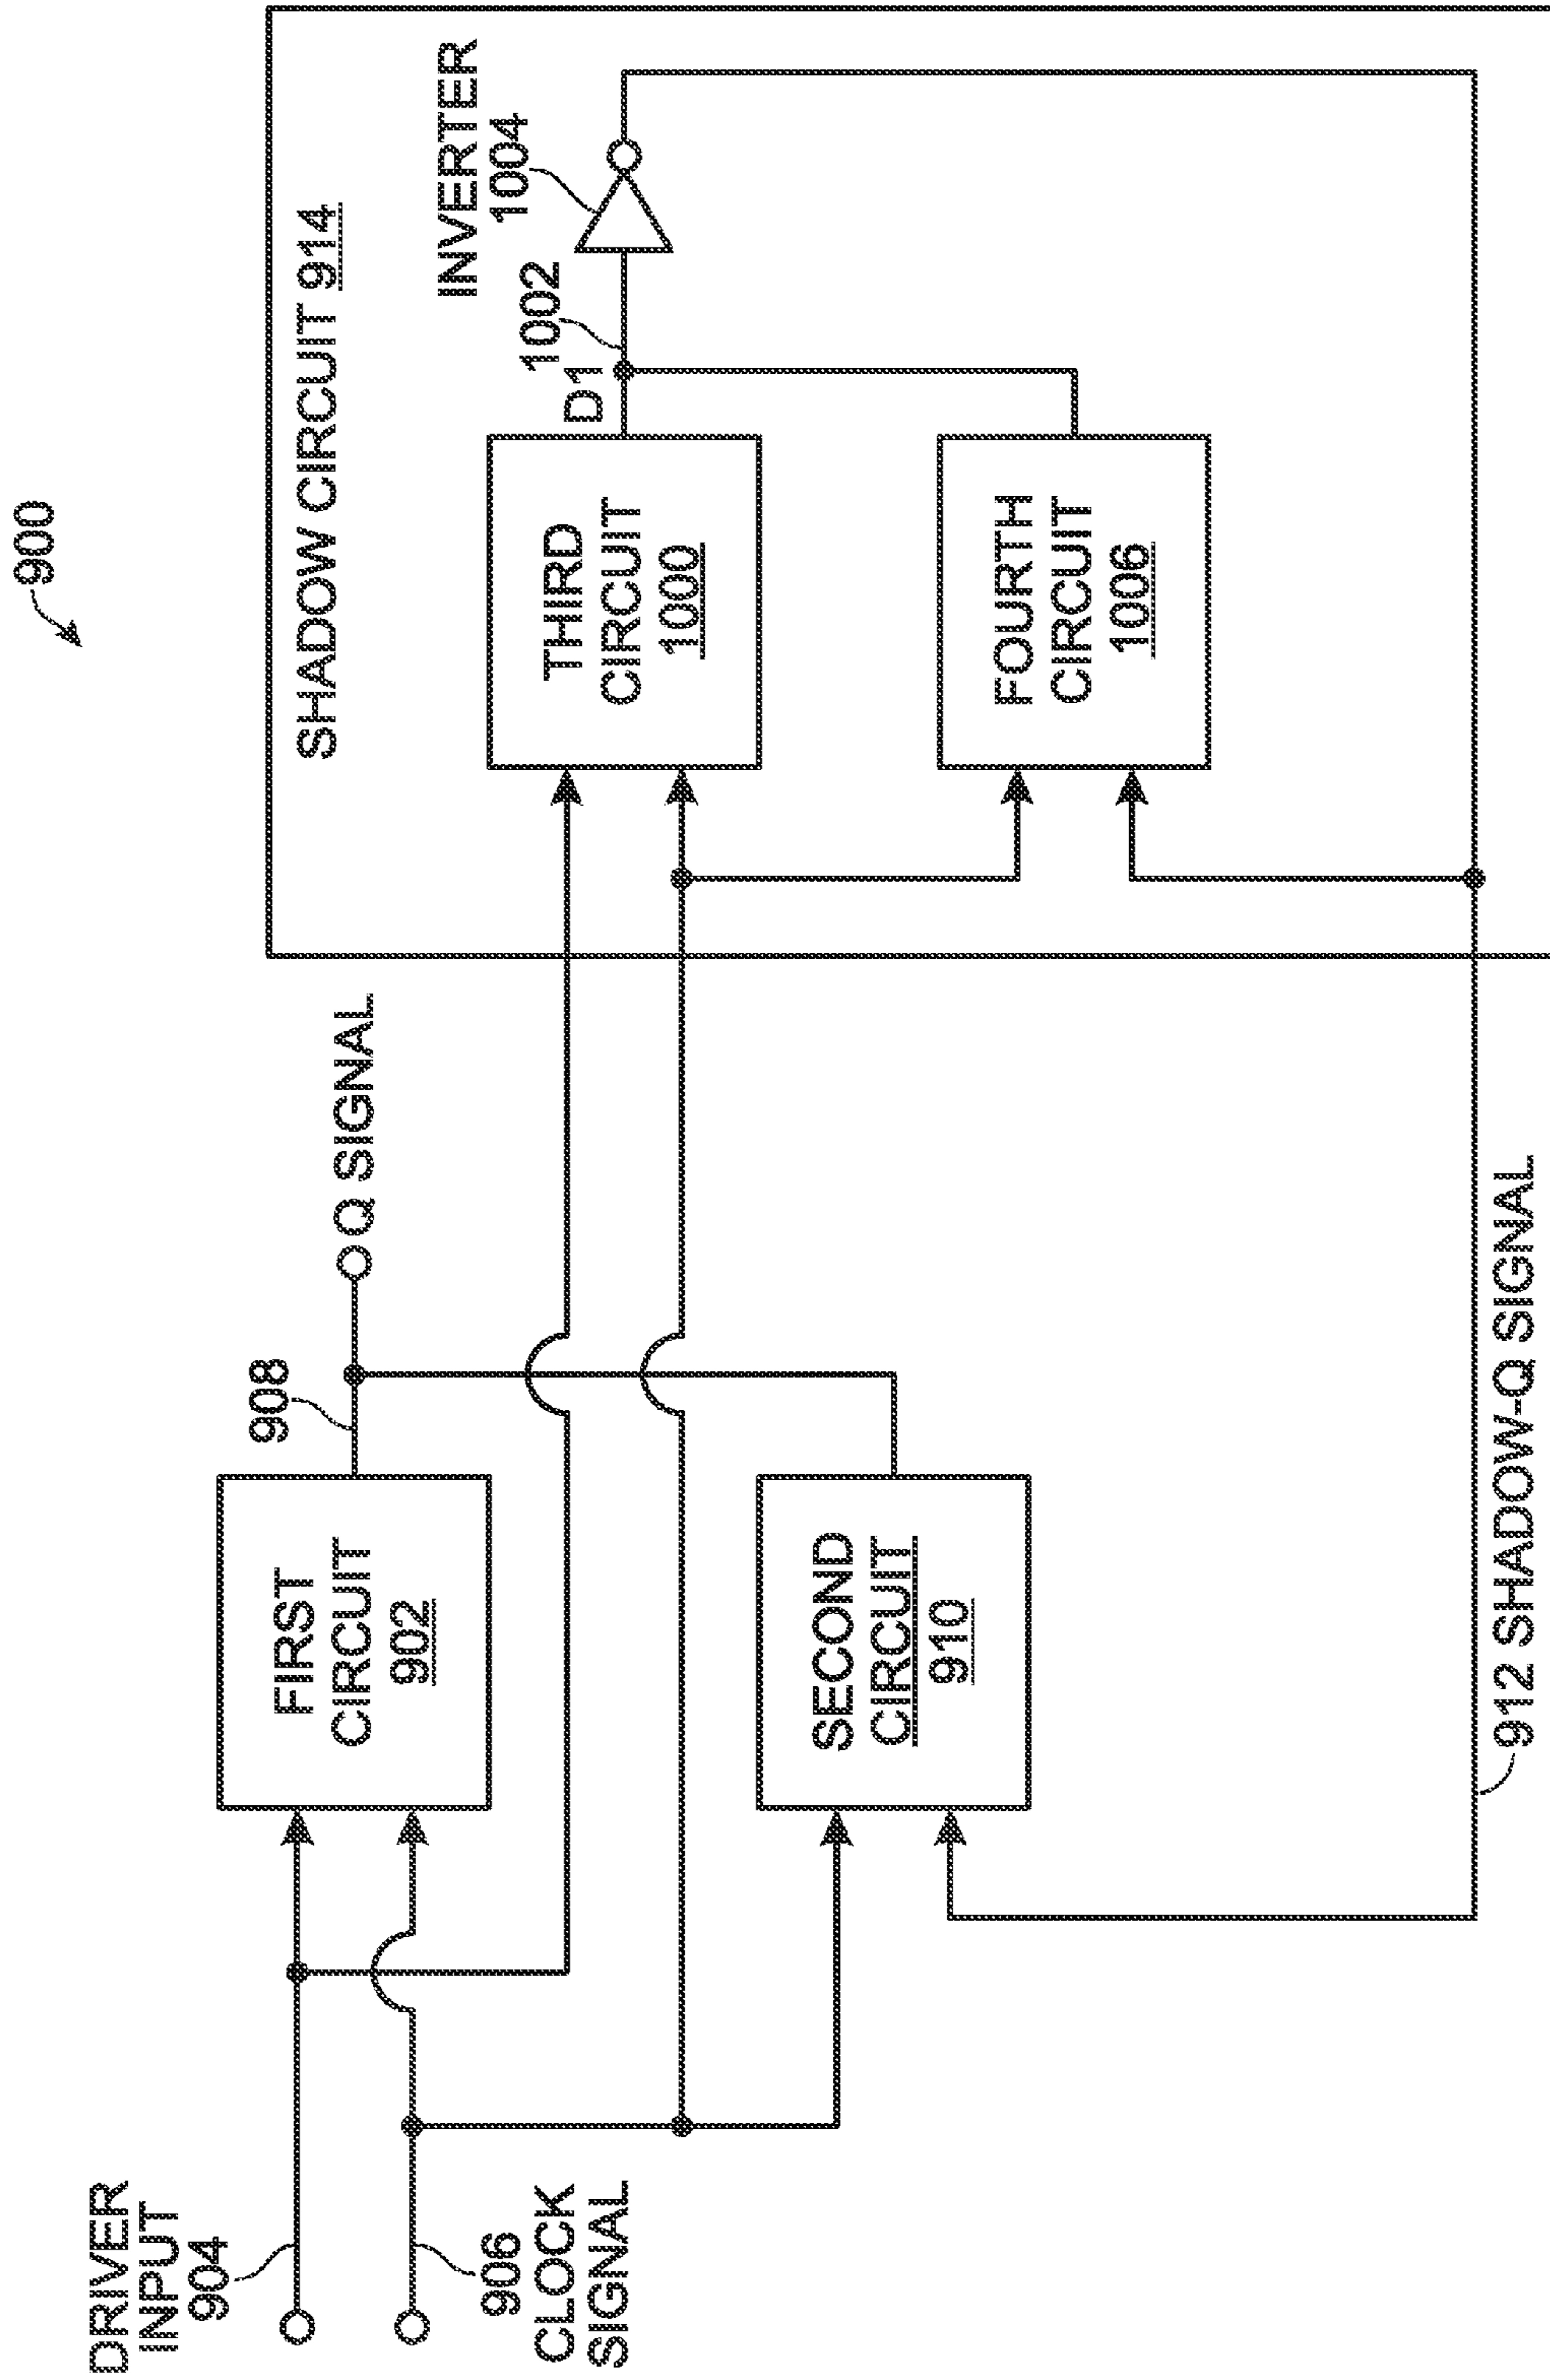 900
DRIVER
INPUT
904
906
CLOCK
SIGNAL
FIRST
CIRCUIT
902
908
Q SIGNAL
SECOND
CIRCUIT
910
912 SHADOW-Q SIGNAL
SHADOW CIRCUIT 914
THIRD
CIRCUIT
1000
D1
1002
INVERTER
1004
FOURTH
CIRCUIT
1006